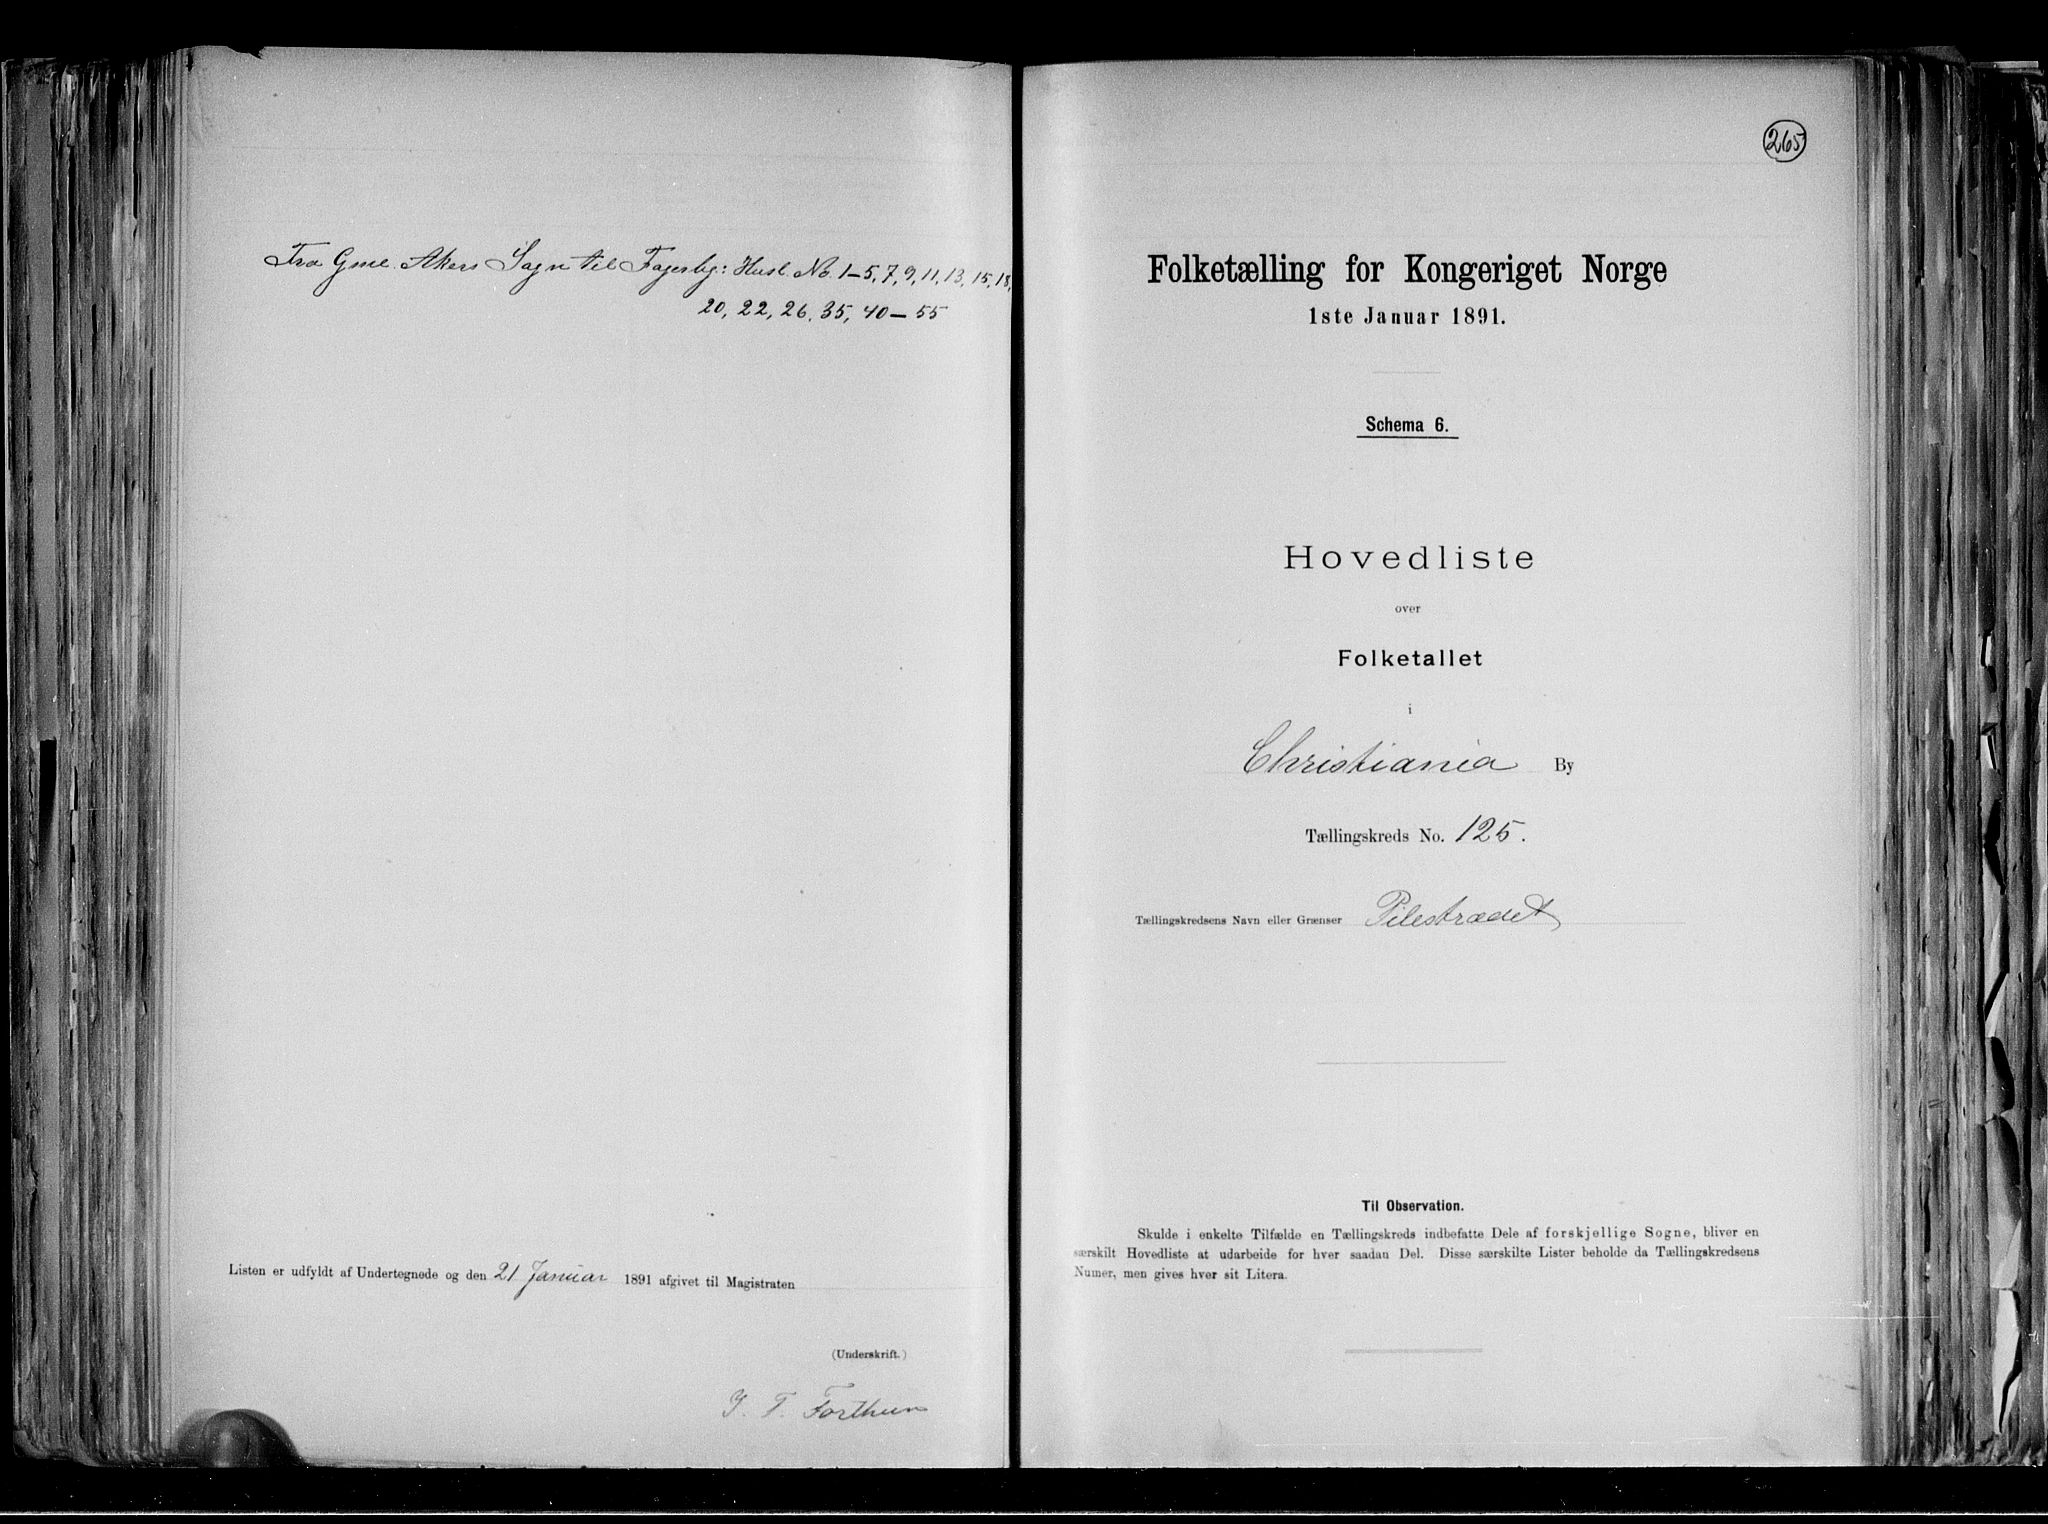 Fra Gml. Akers Sogn til Fagerbg: Husl. No. 1–5, 7, 9, 11, 13, 15, 18,
20, 22, 26, 35, 40–55
Listen er udfyldt af Undertegnede og den 21 Januar 1891 afgivet til Magistraten
(Underskrift.)
J. T. Forthun
265
Folketælling for Kongeriget Norge
1ste Januar 1891.
Schema 6.
Hovedliste
over
Folketallet
i
Christiania By
Tællingskreds No. 125.
Tællingskredsens Navn eller Grænser Pilestrædet
Til Observation.
Skulde i enkelte Tilfælde en Tællingskreds indbefatte Dele af forskjellige Sogne, bliver en
særskilt Hovedliste at udarbeide for hver saadan Del. Disse særskilte Lister beholde da Tællingskredsens
Numer, men gives hver sit Litera.